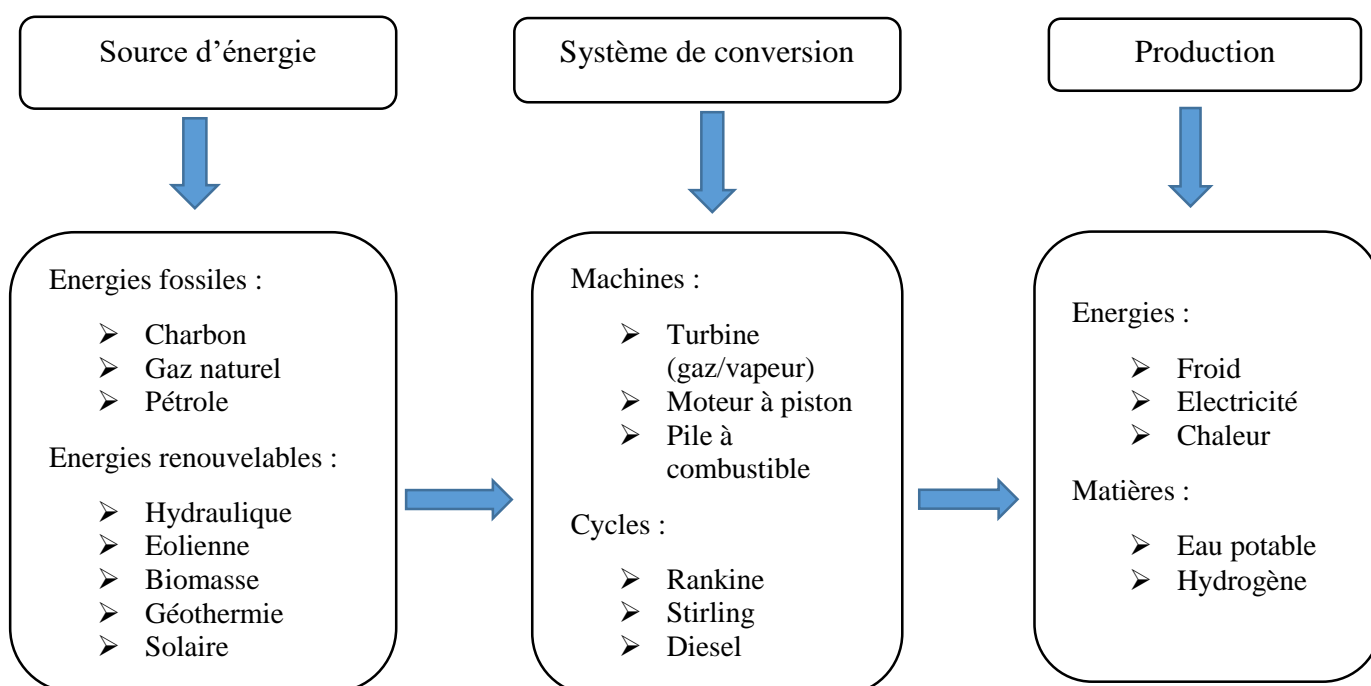 Source d’énergie
Système de conversion
Production
Energies fossiles :
➢ Charbon
➢ Gaz naturel
➢ Pétrole
Energies renouvelables :
➢ Hydraulique
➢ Eolienne
➢ Biomasse
➢ Géothermie
➢ Solaire
Machines :
➢ Turbine
(gaz/vapeur)
➢ Moteur à piston
➢ Pile à
combustible
Cycles :
➢ Rankine
➢ Stirling
➢ Diesel
Energies :
➢ Froid
➢ Electricité
➢ Chaleur
Matières :
➢ Eau potable
➢ Hydrogène